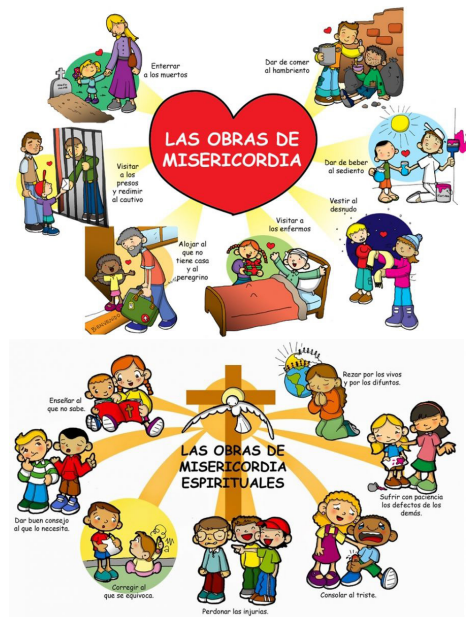 LAS OBRAS DE
MISERICORDIA
Enterrar
a los muertos
Dar de comer
al hambriento
Visitar
a los
presos
y redimir
al cautivo
Dar de beber
al sediento
Vestir al
desnudo
Visitar a
los enfermos
Alojar al
que no
tiene casa
y al
peregrino
BIENVENIDO
LAS OBRAS DE
MISERICORDIA
ESPIRITUALES
Enseñar al
que no sabe.
Rezar por los vivos
y por los difuntos.
Dar buen consejo
al que lo necesita.
Sufrir con paciencia
los defectos de los
demás.
Corregir al
que se equivoca.
Perdonar las injurias.
Consolar al triste.